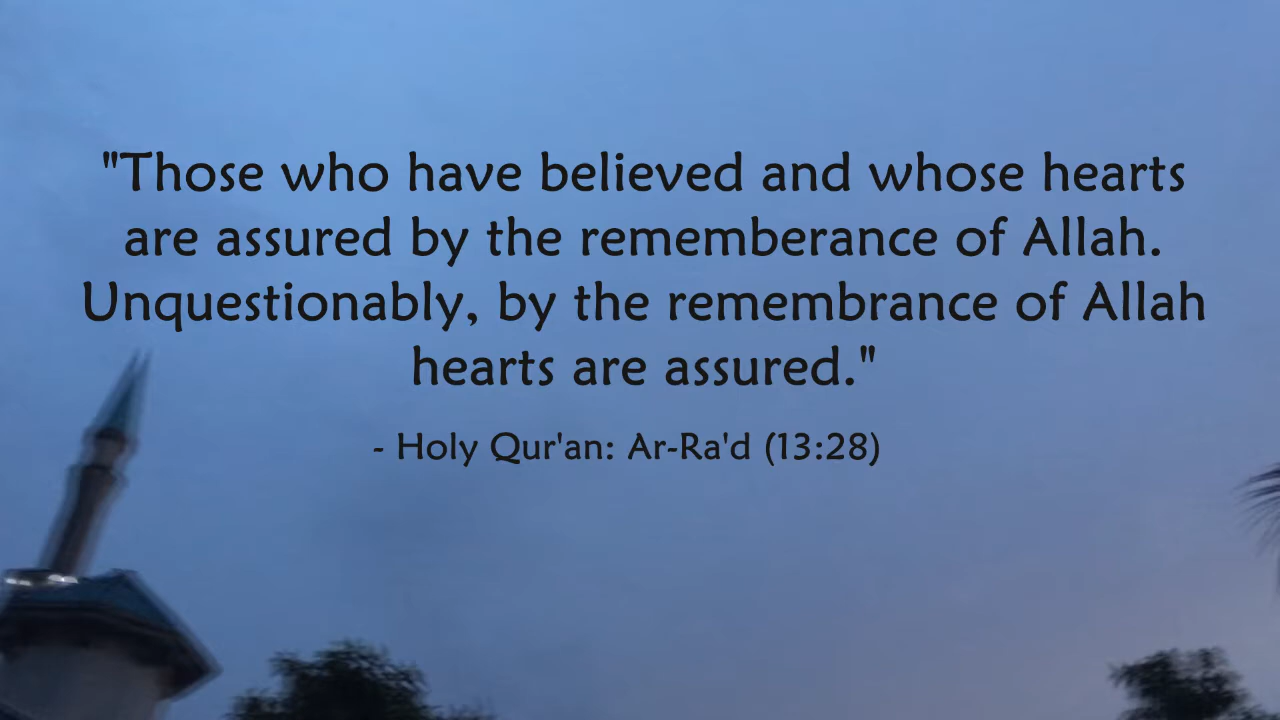 "Those who have believed and whose hearts
are assured by the rememberance of Allah.
Unquestionably, by the remembrance of Allah
hearts are assured."
- Holy Qur'an: Ar-Ra'd (13:28)